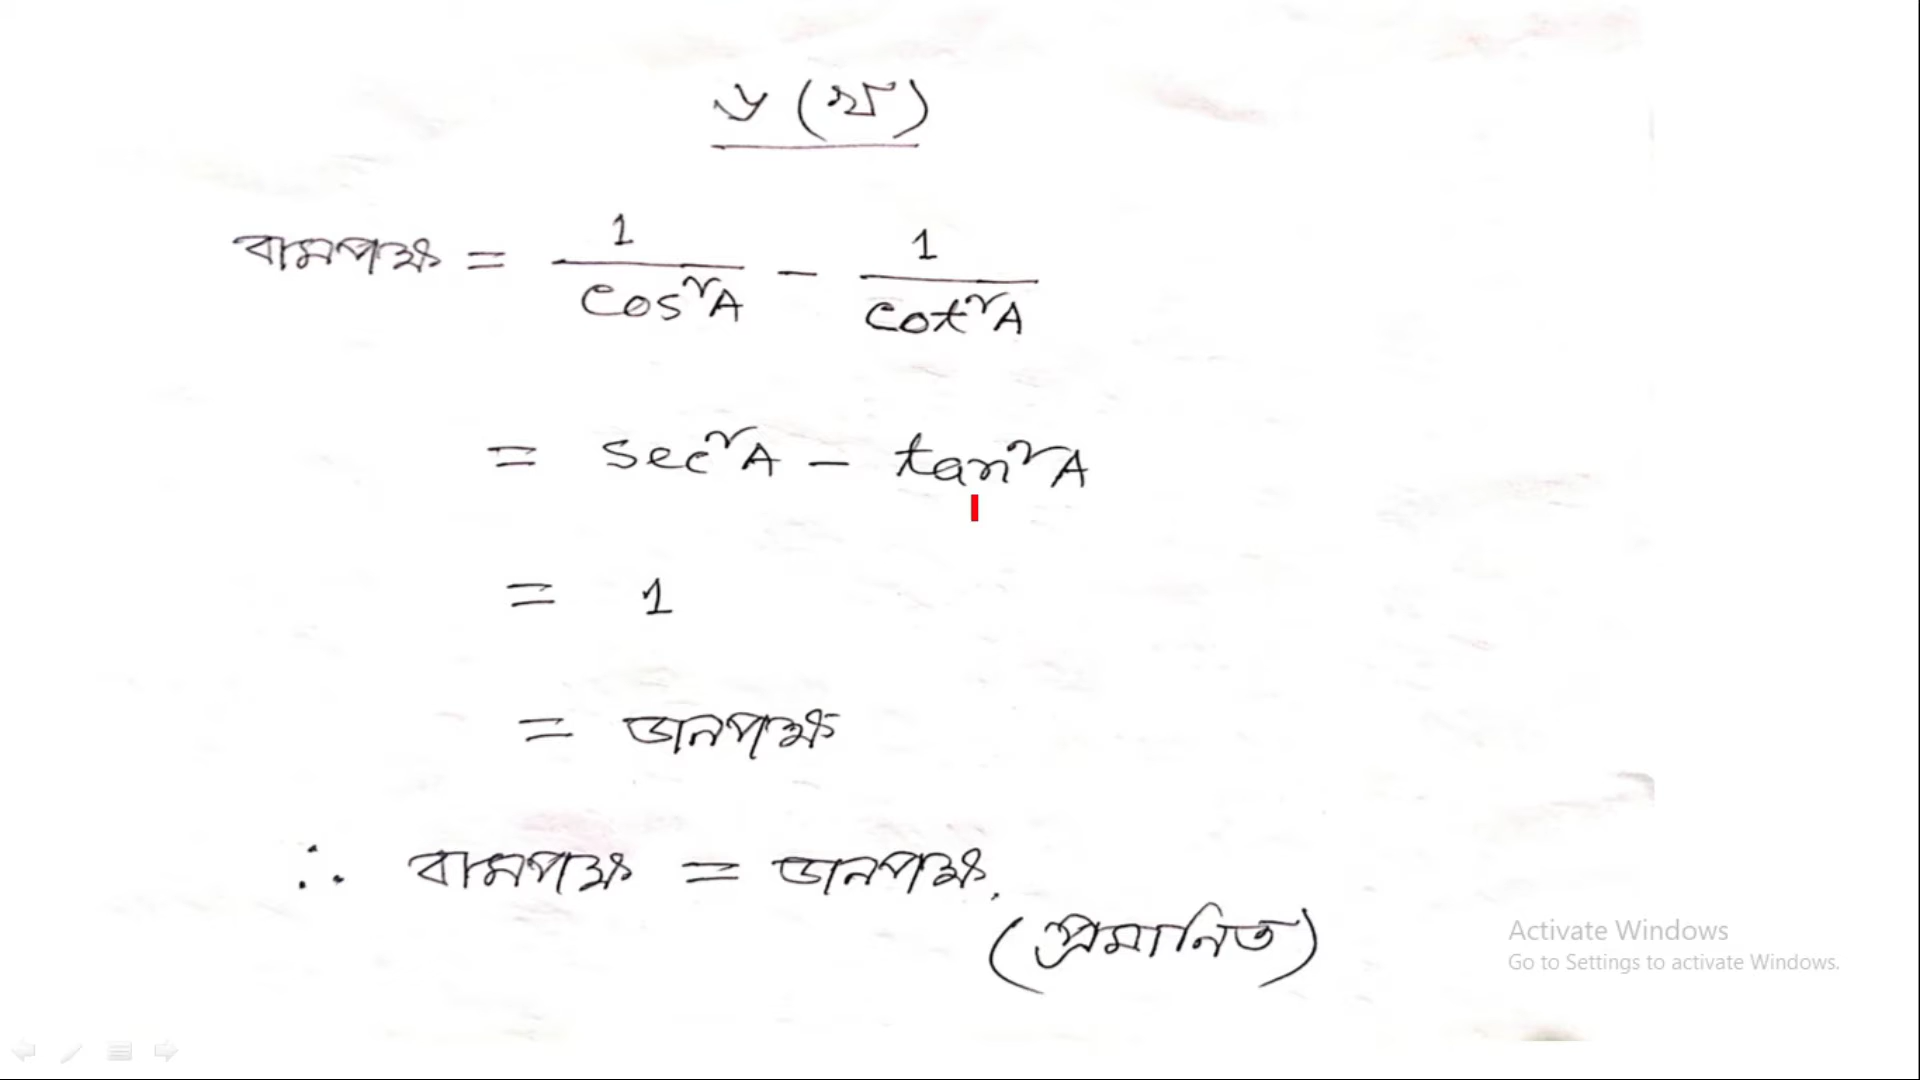 ৮ (খ)
বামপক্ষ = 1/cos²A − 1/cot²A
= sec²A − tan²A
= 1
= ডানপক্ষ
∴ বামপক্ষ = ডানপক্ষ.
(প্রমানিত)
Activate Windows
Go to Settings to activate Windows.